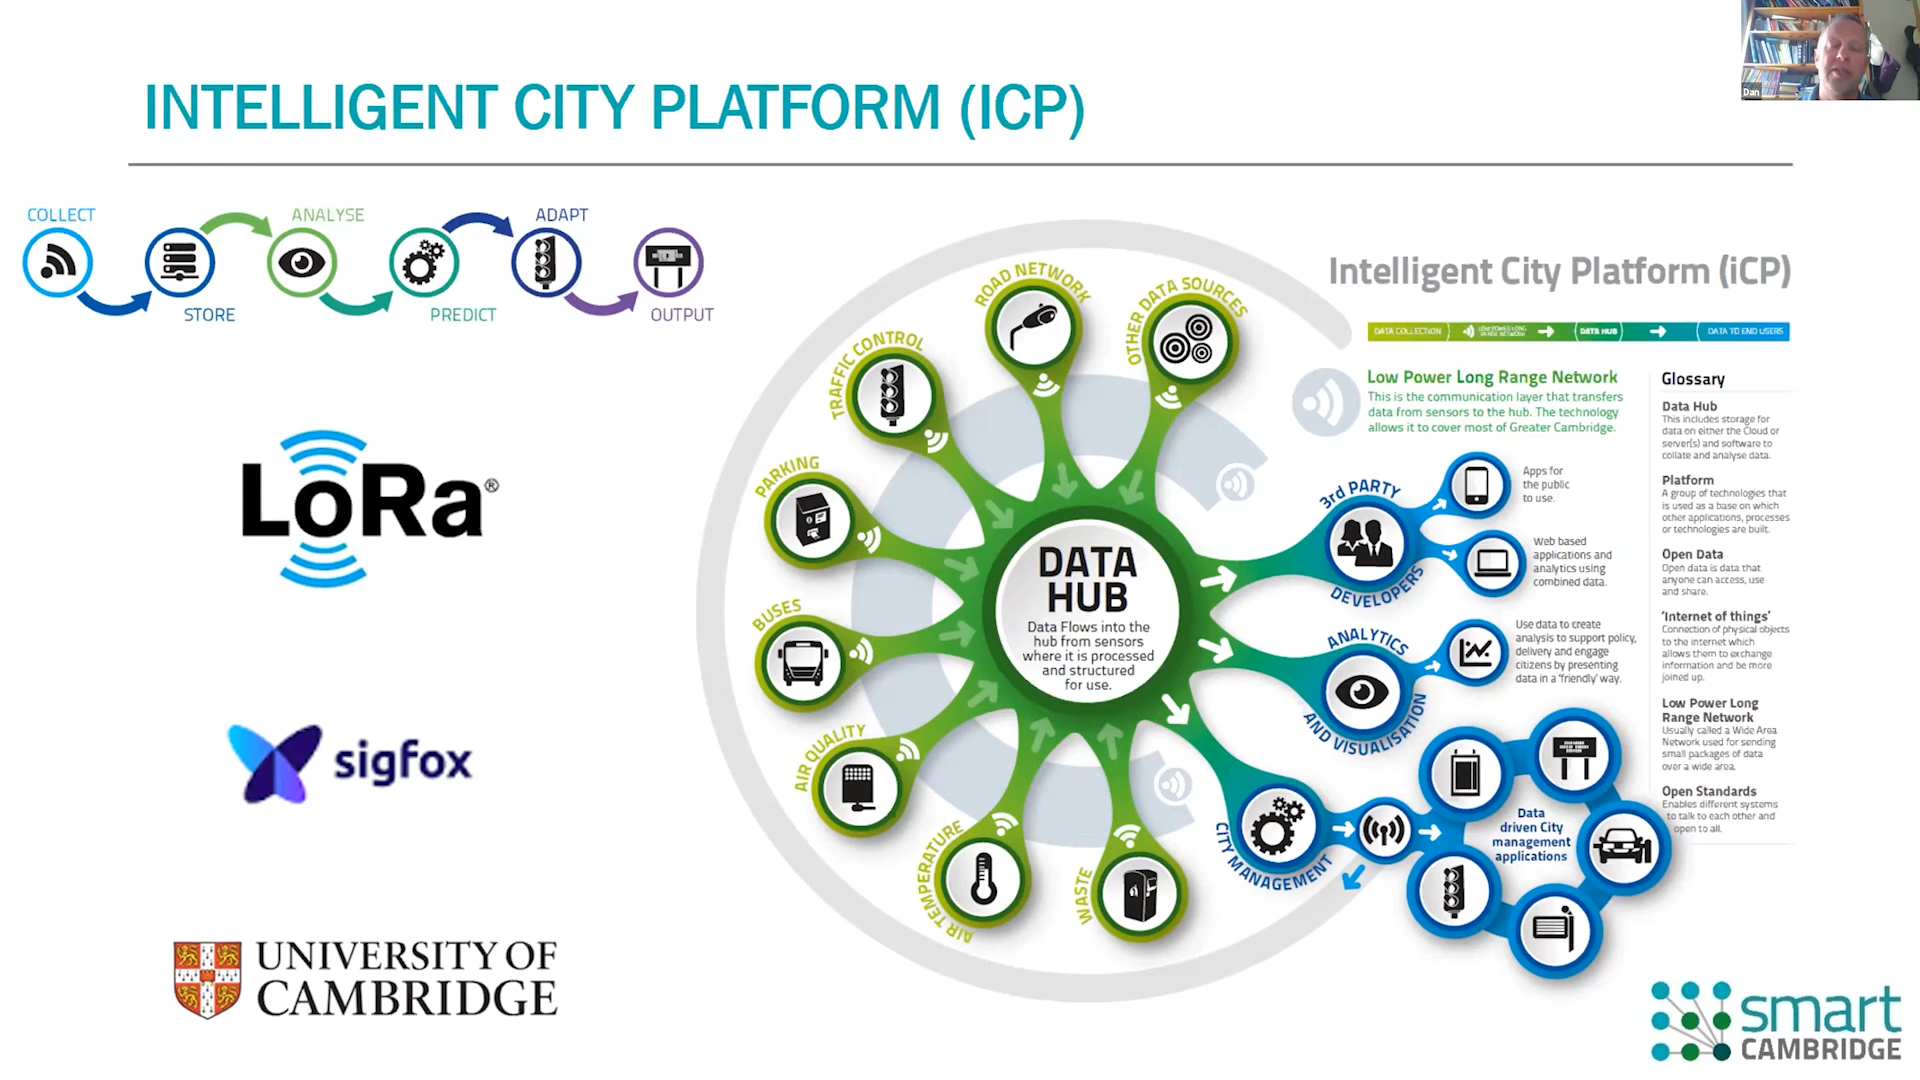 INTELLIGENT CITY PLATFORM (ICP)
Dan
COLLECT
ANALYSE
ADAPT
STORE
PREDICT
OUTPUT
LoRa®
sigfox
UNIVERSITY OF
CAMBRIDGE
ROAD NETWORK
OTHER DATA SOURCES
TRAFFIC CONTROL
PARKING
BUSES
AIR QUALITY
AIR TEMPERATURE
WASTE
DATA
HUB
Data Flows into the
hub from sensors
where it is processed
and structured
for use.
Intelligent City Platform (iCP)
DATA COLLECTION
LOW POWER LONG
RANGE NETWORK
DATA HUB
DATA TO END USERS
Low Power Long Range Network
This is the communication layer that transfers
data from sensors to the hub. The technology
allows it to cover most of Greater Cambridge.
3rd PARTY
DEVELOPERS
Apps for
the public
to use.
Web based
applications and
analytics using
combined data.
ANALYTICS
AND VISUALISATION
Use data to create
analysis to support policy,
delivery and engage
citizens by presenting
data in a 'friendly' way.
CITY MANAGEMENT
Data
driven City
management
applications
Glossary
Data Hub
This includes storage for
data on either the Cloud or
server(s) and software to
collate and analyse data.
Platform
A group of technologies that
is used as a base on which
other applications, processes
or technologies are built.
Open Data
Open data is data that
anyone can access, use
and share.
'Internet of things'
Connection of physical objects
to the internet which
allows them to exchange
information and be more
joined up.
Low Power Long
Range Network
Usually called a Wide Area
Network used for sending
small packages of data
over a wide area.
Open Standards
Enables different systems
to talk to each other and
open to all.
smart
CAMBRIDGE